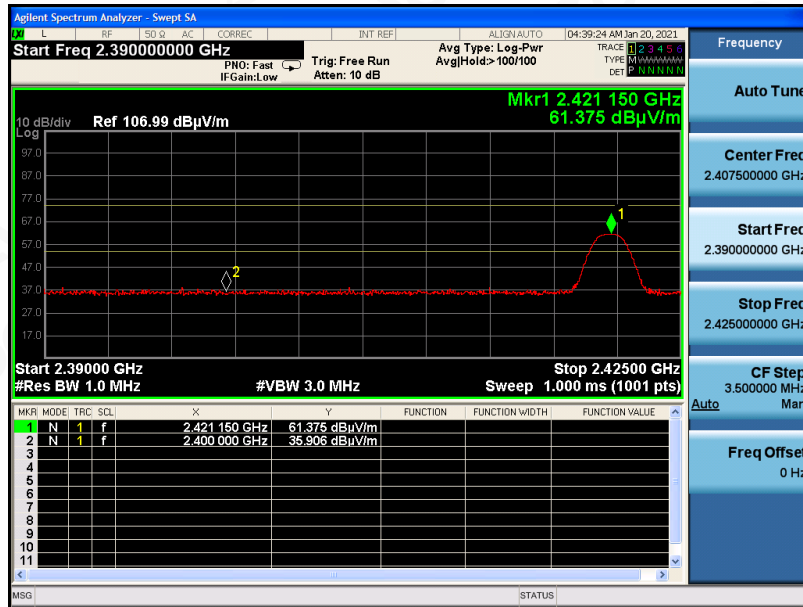 Agilent Spectrum Analyzer - Swept SA
LXI L RF 50 Ω AC CORREC INT REF ALIGNAUTO 04:39:24 AM Jan 20, 2021
Start Freq 2.390000000 GHz
PNO: Fast
IFGain:Low
Trig: Free Run
Atten: 10 dB
Avg Type: Log-Pwr
Avg|Hold:>100/100
TRACE 1 2 3 4 5 6
TYPE M W W W W W
DET P N N N N N
Mkr1 2.421 150 GHz
61.375 dBµV/m
10 dB/div Ref 106.99 dBµV/m
Log
97.0
87.0
77.0
67.0
57.0
47.0
37.0
27.0
17.0
1
2
Start 2.39000 GHz Stop 2.42500 GHz
#Res BW 1.0 MHz #VBW 3.0 MHz Sweep 1.000 ms (1001 pts)
MKR MODE TRC SCL X Y FUNCTION FUNCTION WIDTH FUNCTION VALUE
1 N 1 f 2.421 150 GHz 61.375 dBµV/m
2 N 1 f 2.400 000 GHz 35.906 dBµV/m
3
4
5
6
7
8
9
10
11
MSG STATUS
Frequency
Auto Tune
Center Freq
2.407500000 GHz
Start Freq
2.390000000 GHz
Stop Freq
2.425000000 GHz
CF Step
3.500000 MHz
Auto Man
Freq Offset
0 Hz